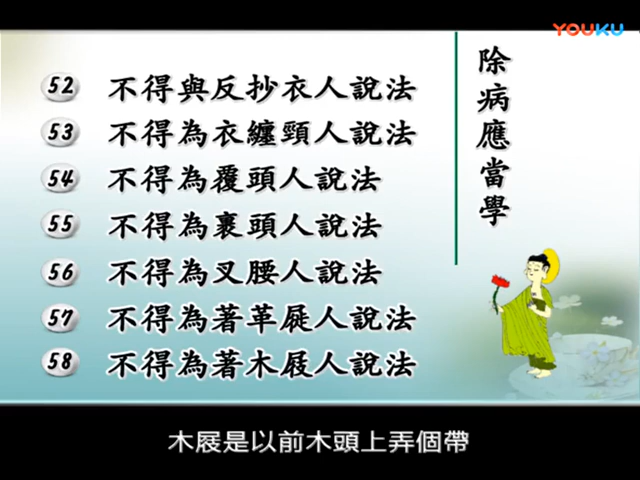 YOUKU
除病應當學
52 不得與反抄衣人說法
53 不得為衣纏頸人說法
54 不得為覆頭人說法
55 不得為裹頭人說法
56 不得為叉腰人說法
57 不得為著革屣人說法
58 不得為著木屐人說法
木屐是以前木頭上弄個帶